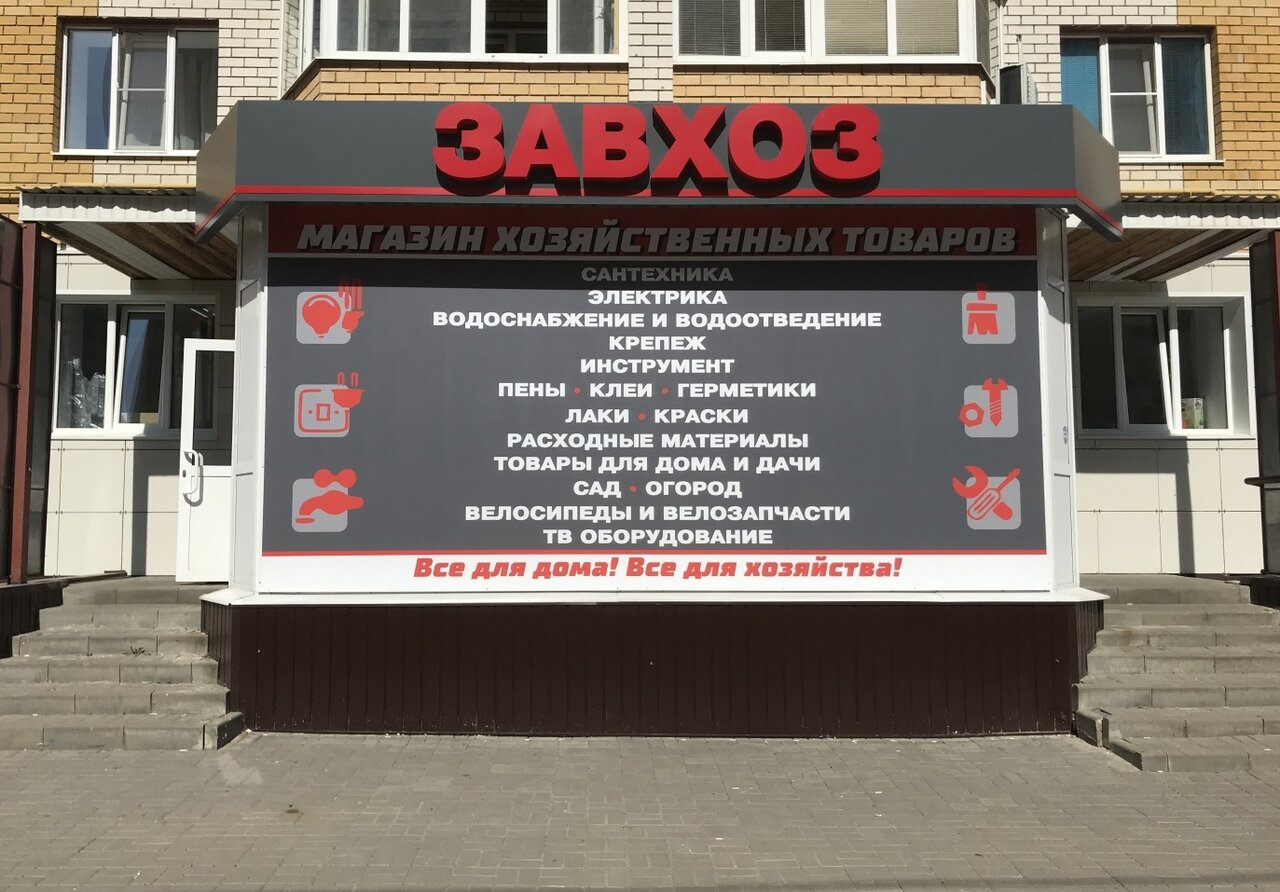 ЗАВХОЗ
МАГАЗИН ХОЗЯЙСТВЕННЫХ ТОВАРОВ
САНТЕХНИКА
ЭЛЕКТРИКА
ВОДОСНАБЖЕНИЕ И ВОДООТВЕДЕНИЕ
КРЕПЕЖ
ИНСТРУМЕНТ
ПЕНЫ • КЛЕИ • ГЕРМЕТИКИ
ЛАКИ • КРАСКИ
РАСХОДНЫЕ МАТЕРИАЛЫ
ТОВАРЫ ДЛЯ ДОМА И ДАЧИ
САД • ОГОРОД
ВЕЛОСИПЕДЫ И ВЕЛОЗАПЧАСТИ
ТВ ОБОРУДОВАНИЕ
Все для дома! Все для хозяйства!